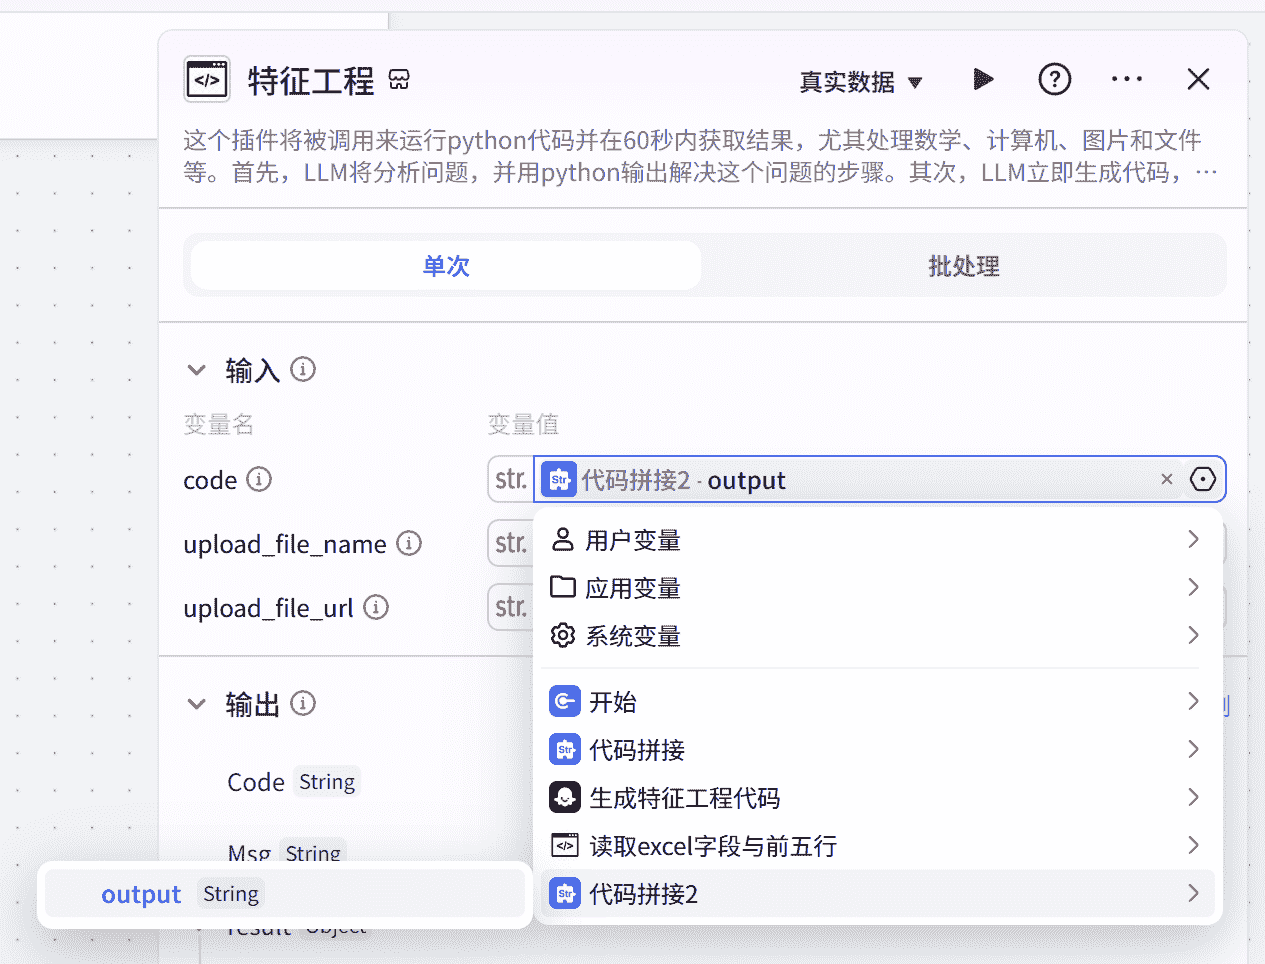 特征工程
真实数据
这个插件将被调用来运行python代码并在60秒内获取结果，尤其处理数学、计算机、图片和文件
等。首先，LLM将分析问题，并用python输出解决这个问题的步骤。其次，LLM立即生成代码，…
单次
批处理
输入
变量名
变量值
code
str.
Str
代码拼接2 · output
upload_file_name
str.
upload_file_url
str.
用户变量
应用变量
系统变量
开始
Str
代码拼接
生成特征工程代码
读取excel字段与前五行
Str
代码拼接2
输出
Code String
Msg String
output String
result Object